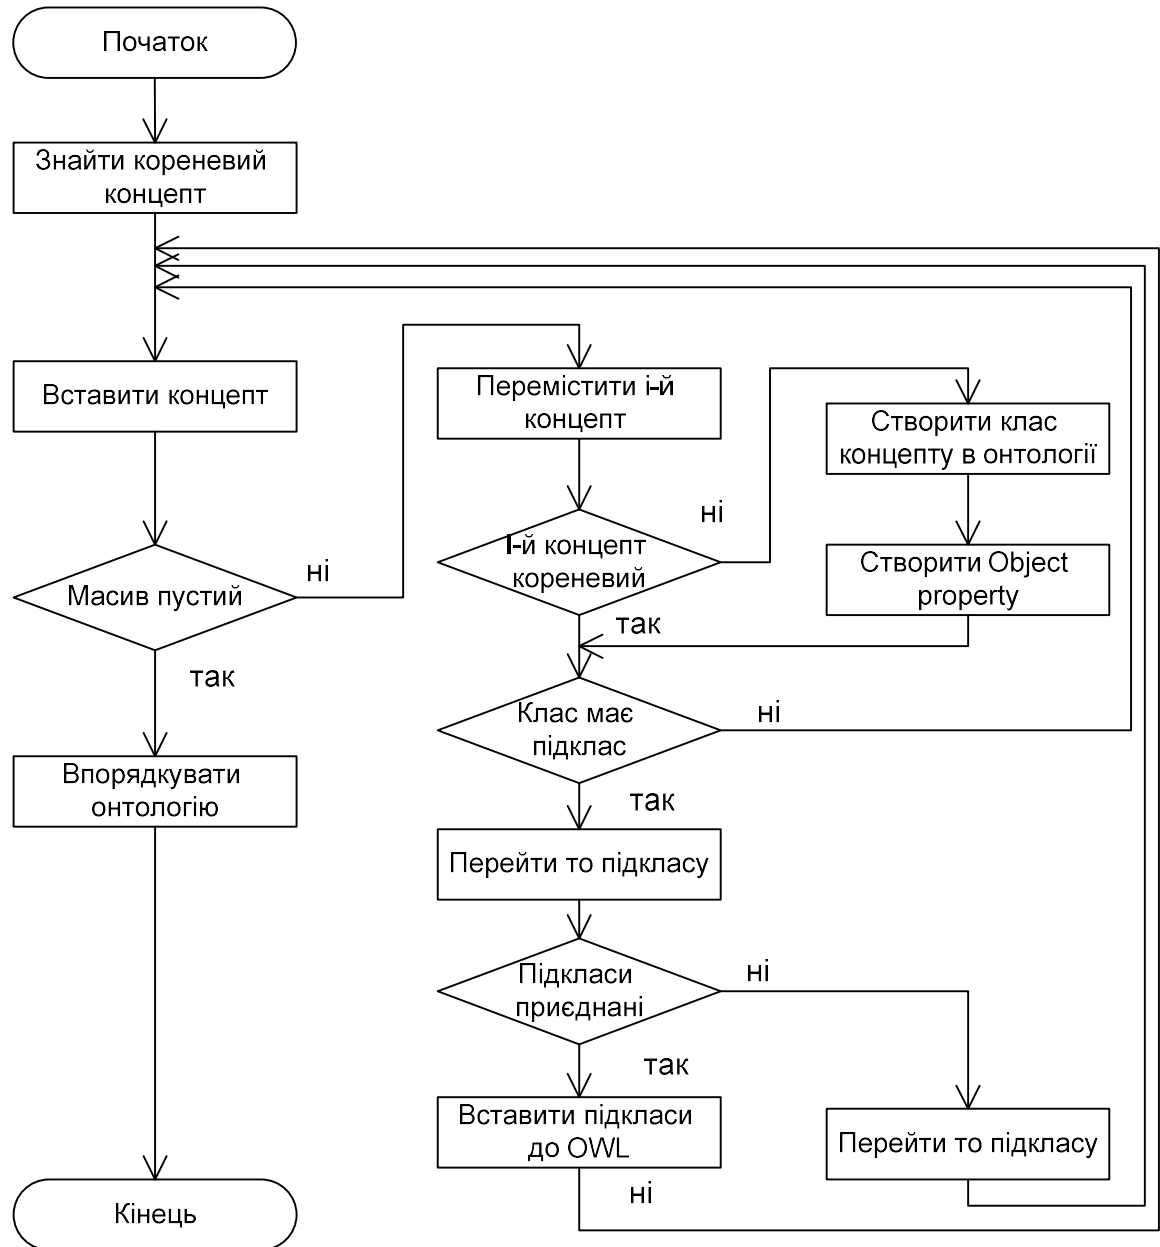 Початок
Знайти кореневий
концепт
Вставити концепт
Масив пустий
ні
так
Впорядкувати
онтологію
Кінець
Перемістити і-й
концепт
І-й концепт
кореневий
ні
так
Створити клас
концепту в онтології
Створити Object
property
Клас має
підклас
ні
так
Перейти то підкласу
Підкласи
приєднані
ні
так
Вставити підкласи
до OWL
ні
Перейти то підкласу